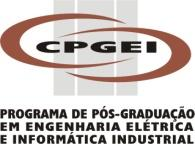 CPGEI
PROGRAMA DE PÓS-GRADUAÇÃO
EM ENGENHARIA ELÉTRICA
E INFORMÁTICA INDUSTRIAL